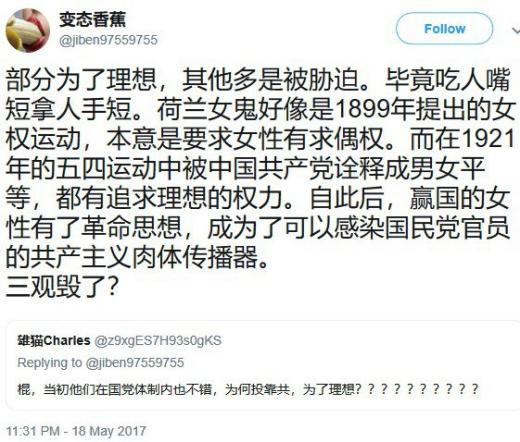 变态香蕉
@jiben97559755
Follow
部分为了理想，其他多是被胁迫。毕竟吃人嘴
短拿人手短。荷兰女鬼好像是1899年提出的女
权运动，本意是要求女性有求偶权。而在1921
年的五四运动中被中国共产党诠释成男女平
等，都有追求理想的权力。自此后，赢国的女
性有了革命思想，成为了可以感染国民党官员
的共产主义肉体传播器。
三观毁了？
雄猫Charles @z9xgES7H93s0gKS
Replying to @jiben97559755
棍，当初他们在国党体制内也不错，为何投靠共，为了理想？？？？？？？？？？
11:31 PM - 18 May 2017